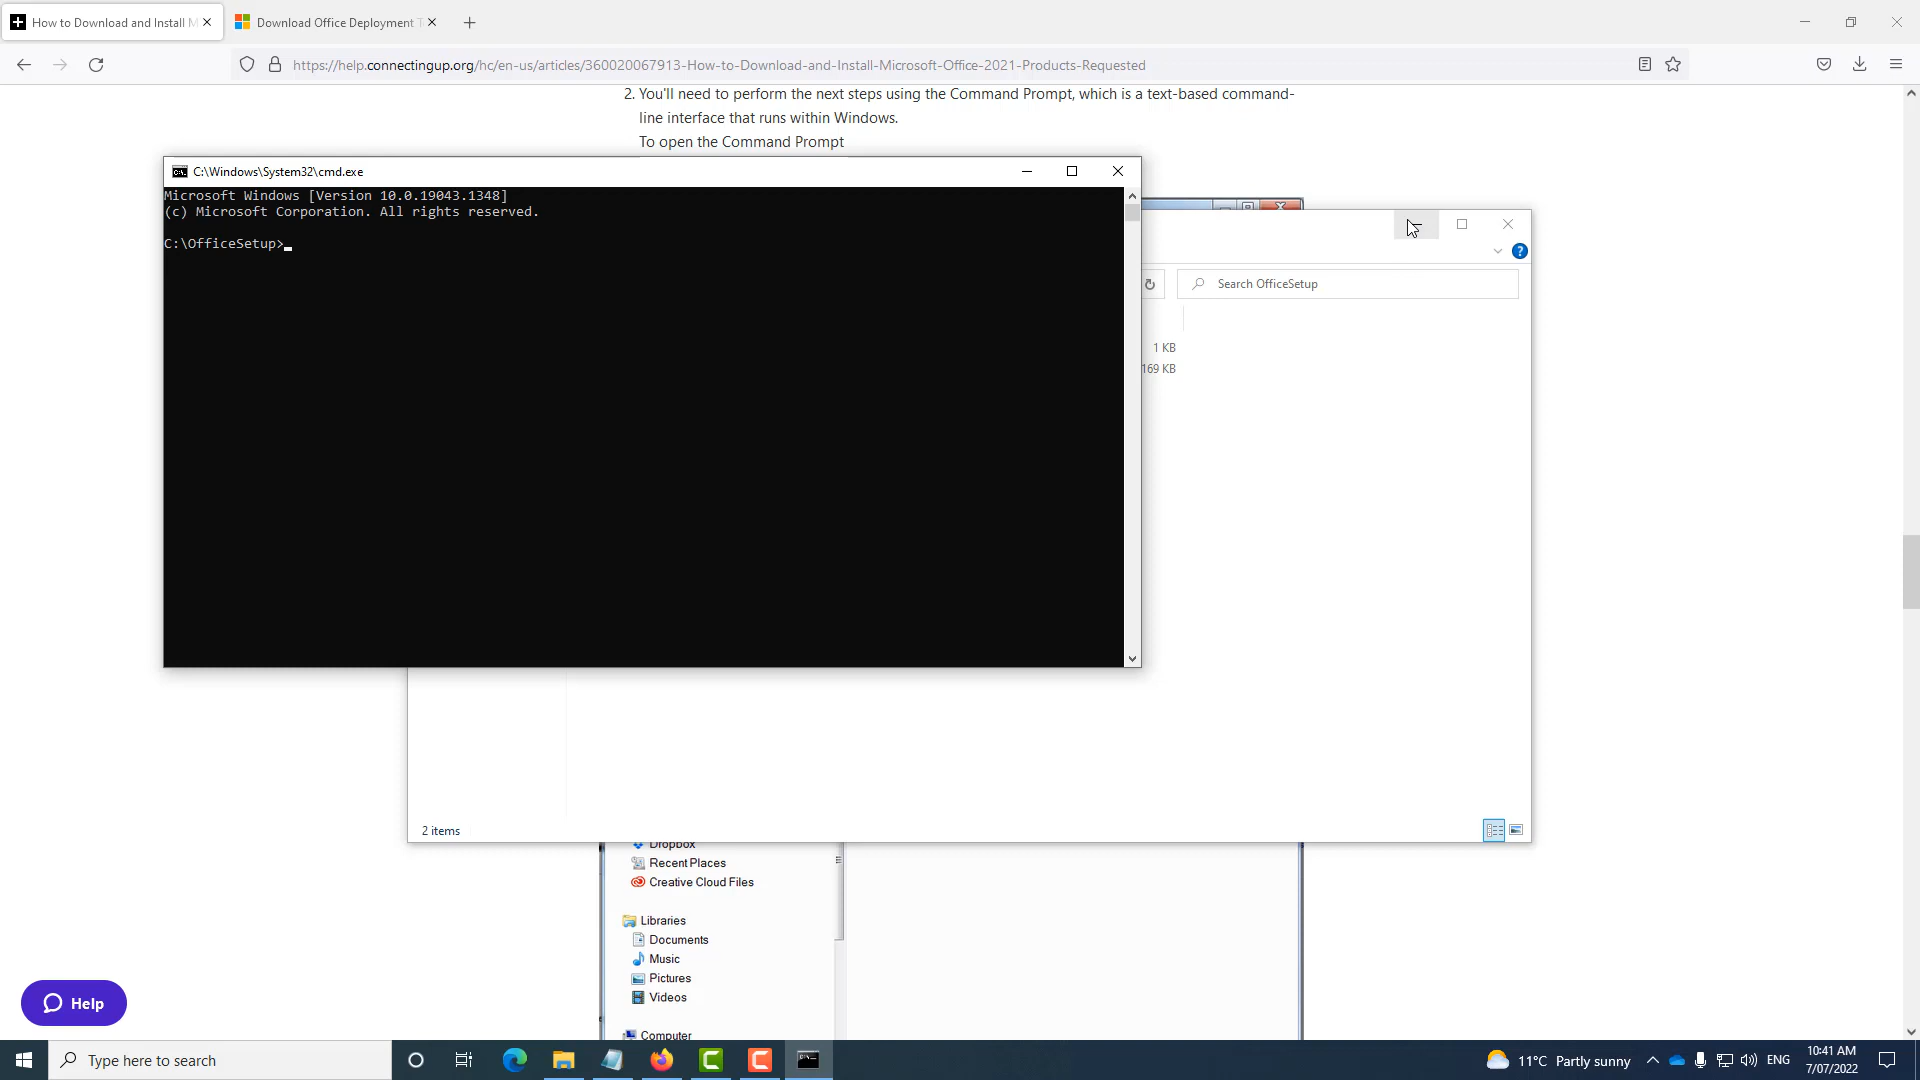 How to Download and Install M
Download Office Deployment T
https://help.connectingup.org/hc/en-us/articles/360020067913-How-to-Download-and-Install-Microsoft-Office-2021-Products-Requested
2. You'll need to perform the next steps using the Command Prompt, which is a text-based command-
line interface that runs within Windows.
To open the Command Prompt
C:\Windows\System32\cmd.exe
Microsoft Windows [Version 10.0.19043.1348]
(c) Microsoft Corporation. All rights reserved.
C:\OfficeSetup>
Search OfficeSetup
1 KB
169 KB
2 items
Dropbox
Recent Places
Creative Cloud Files
Libraries
Documents
Music
Pictures
Videos
Computer
Help
Type here to search
11°C Partly sunny
ENG
10:41 AM
7/07/2022